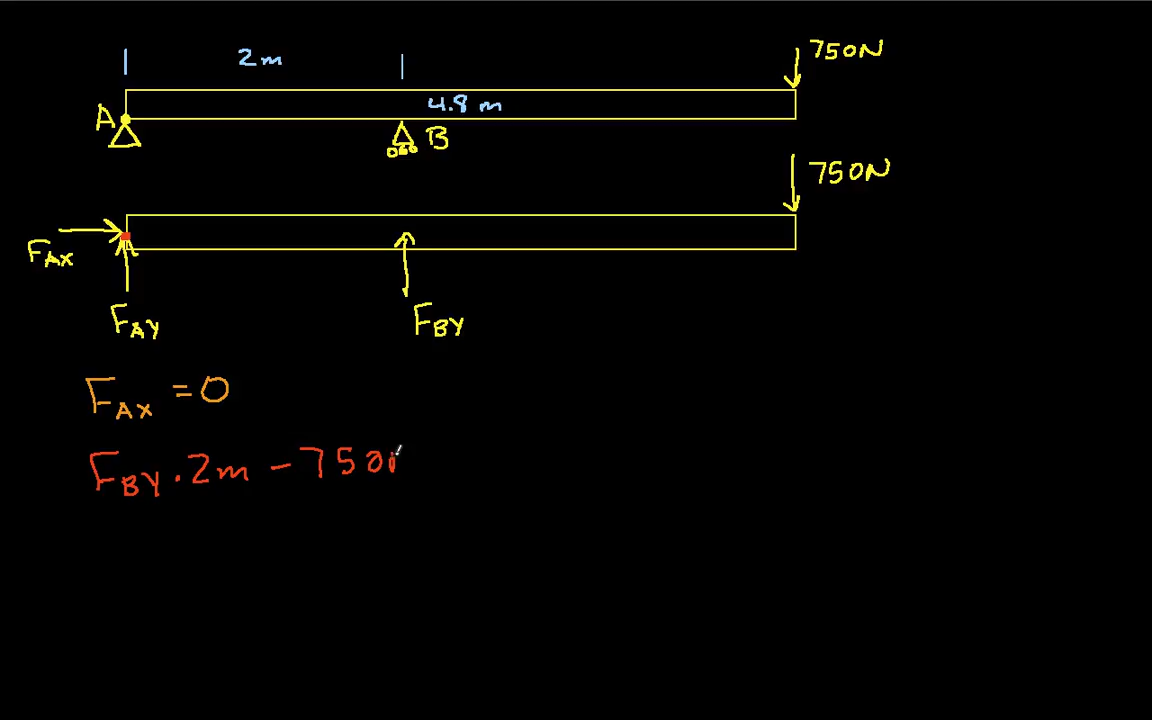 2m
750N
4.8 m
A
B
750N
FAX
FAY
FBY
FAX = 0
FBY . 2m - 750